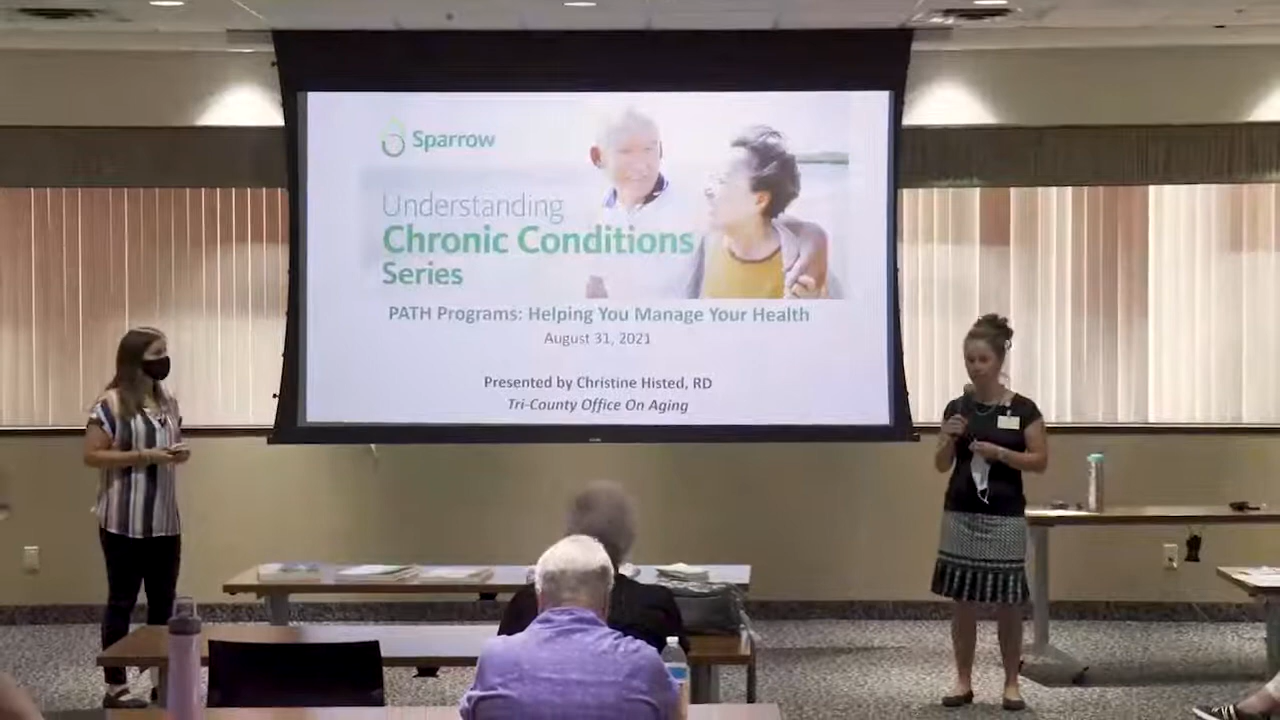 Sparrow
Understanding
Chronic Conditions
Series
PATH Programs: Helping You Manage Your Health
August 31, 2021
Presented by Christine Histed, RD
Tri-County Office On Aging